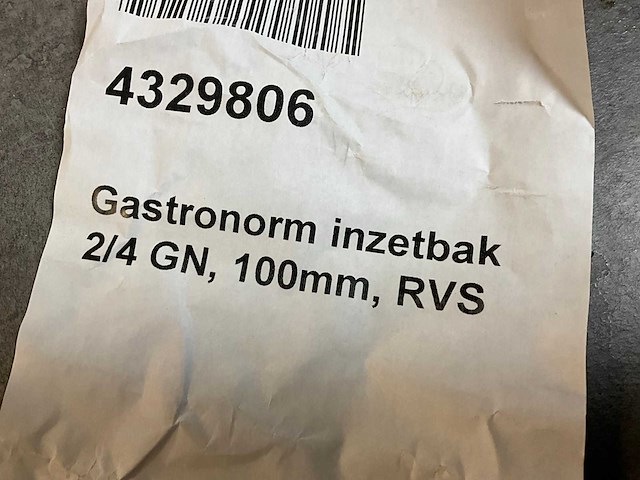 4329806
Gastronorm inzetbak
2/4 GN, 100mm, RVS